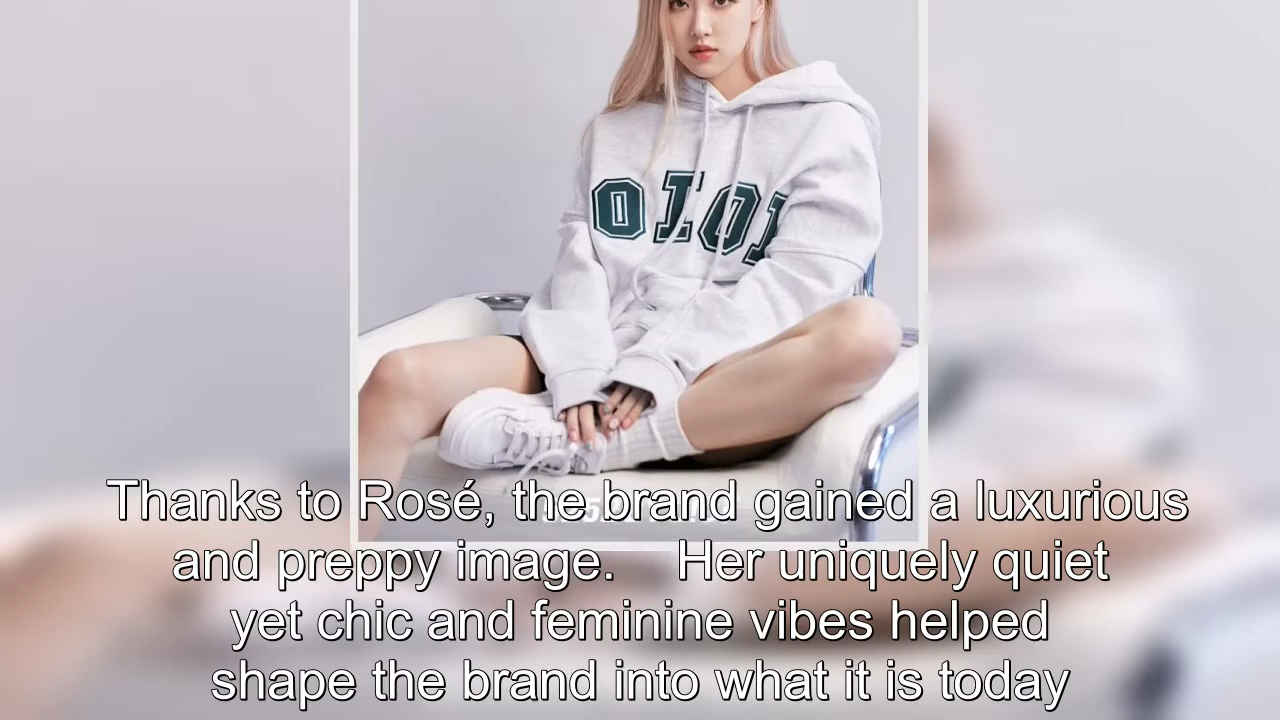 OIOI
Thanks to Rosé, the brand gained a luxurious
and preppy image. Her uniquely quiet
yet chic and feminine vibes helped
shape the brand into what it is today